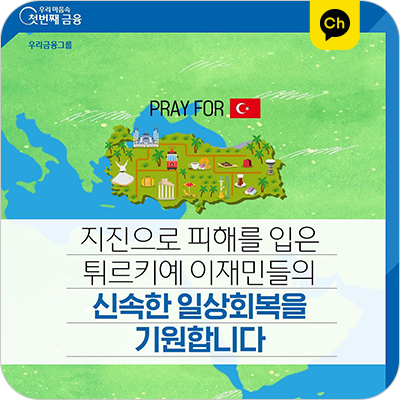 우리 마음속
첫번째 금융
Ch
우리금융그룹
PRAY FOR
지진으로 피해를 입은
튀르키예 이재민들의
신속한 일상회복을
기원합니다